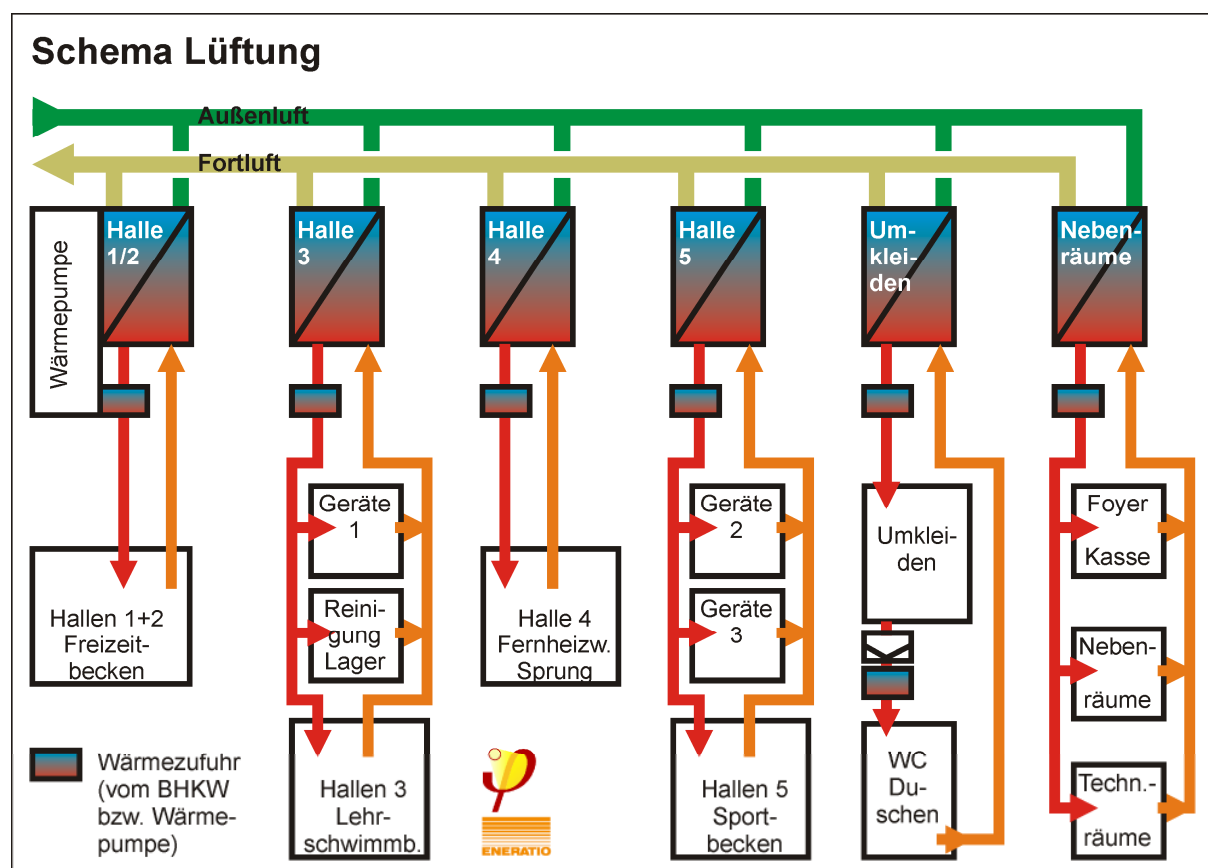 Schema Lüftung
Außenluft
Fortluft
Wärmepumpe
Halle
1/2
Halle
3
Halle
4
Halle
5
Um-
klei-
den
Neben-
räume
Geräte
1
Reini-
gung
Lager
Geräte
2
Geräte
3
Umklei-
den
Foyer
Kasse
Neben-
räume
Techn.-
räume
Hallen 1+2
Freizeit-
becken
Halle 4
Fernheizw.
Sprung
Hallen 3
Lehr-
schwimmb.
Hallen 5
Sport-
becken
WC
Du-
schen
Wärmezufuhr
(vom BHKW
bzw. Wärme-
pumpe)
ENERATIO